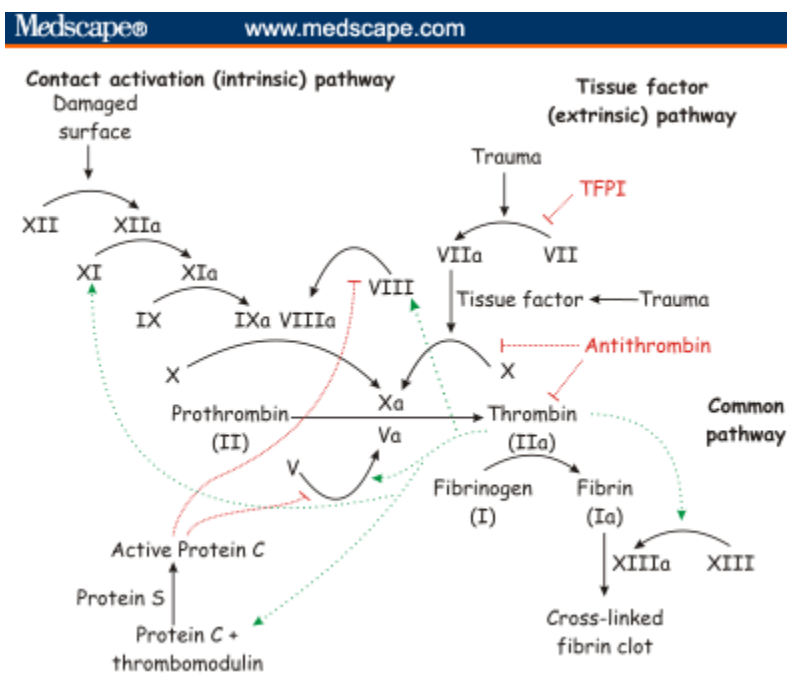 Medscape® www.medscape.com
Contact activation (intrinsic) pathway
Damaged
surface
Tissue factor
(extrinsic) pathway
Trauma
TFPI
XII XIIa
VIIa VII
XI XIa
VIII
Tissue factor Trauma
IX IXa VIIIa
Antithrombin
X
X
Xa
Prothrombin
(II)
Thrombin
(IIa)
Common
pathway
Va
V
Fibrinogen
(I)
Fibrin
(Ia)
Active Protein C
XIIIa XIII
Protein S
Protein C +
thrombomodulin
Cross-linked
fibrin clot